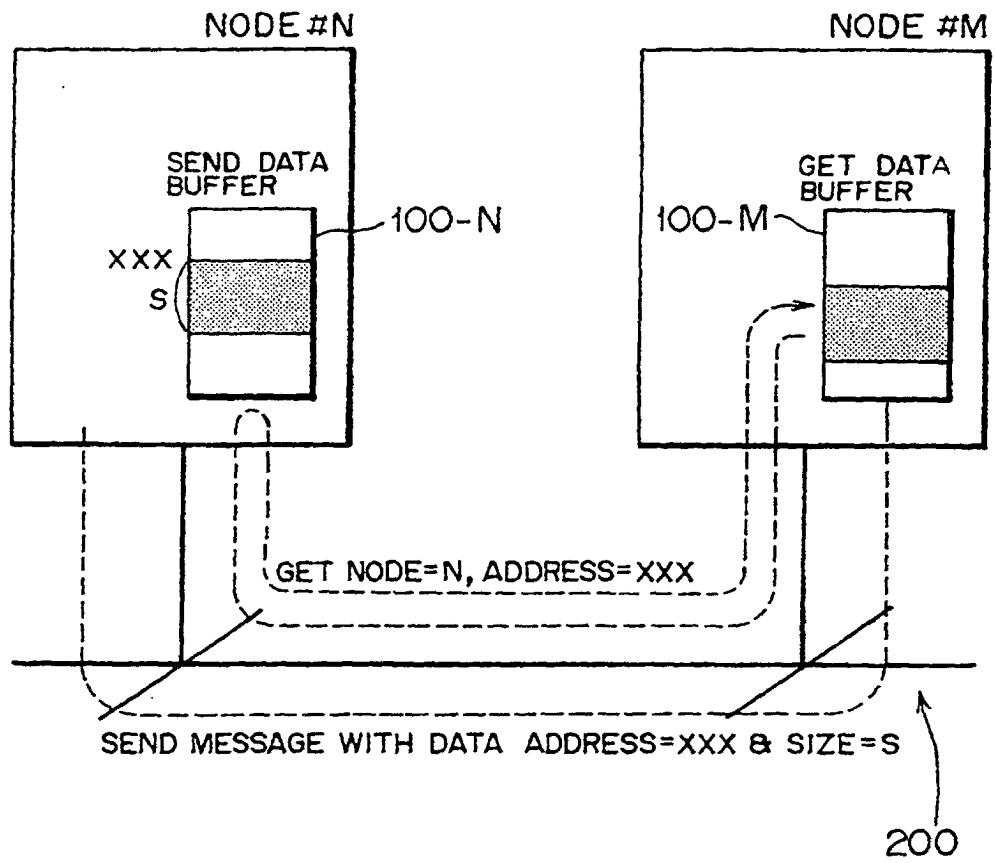 NODE #N
NODE #M
SEND DATA
BUFFER
GET DATA
BUFFER
100-N
100-M
XXX
S
GET NODE=N, ADDRESS=XXX
SEND MESSAGE WITH DATA ADDRESS=XXX & SIZE=S
200